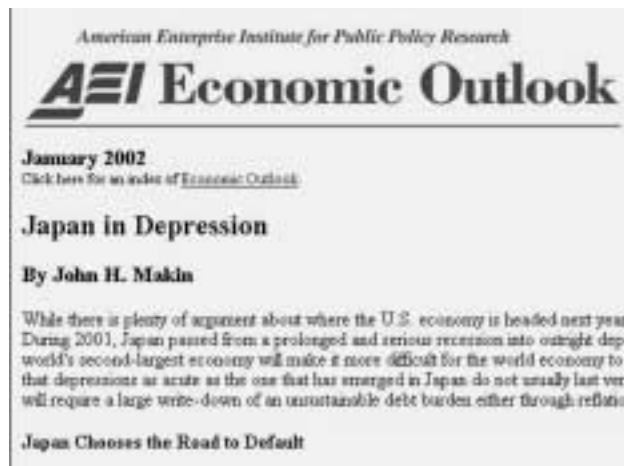 American Enterprise Institute for Public Policy Research
AEI Economic Outlook
January 2002
Click here for an index of Economic Outlook
Japan in Depression
By John H. Makin
While there is plenty of argument about where the U.S. economy is headed next year
During 2001, Japan passed from a prolonged and serious recession into outright dep
world's second-largest economy will make it more difficult for the world economy to
that depressions as acute as the one that has emerged in Japan do not usually last ver
will require a large write-down of an unsustainable debt burden either through reflatio
Japan Chooses the Road to Default